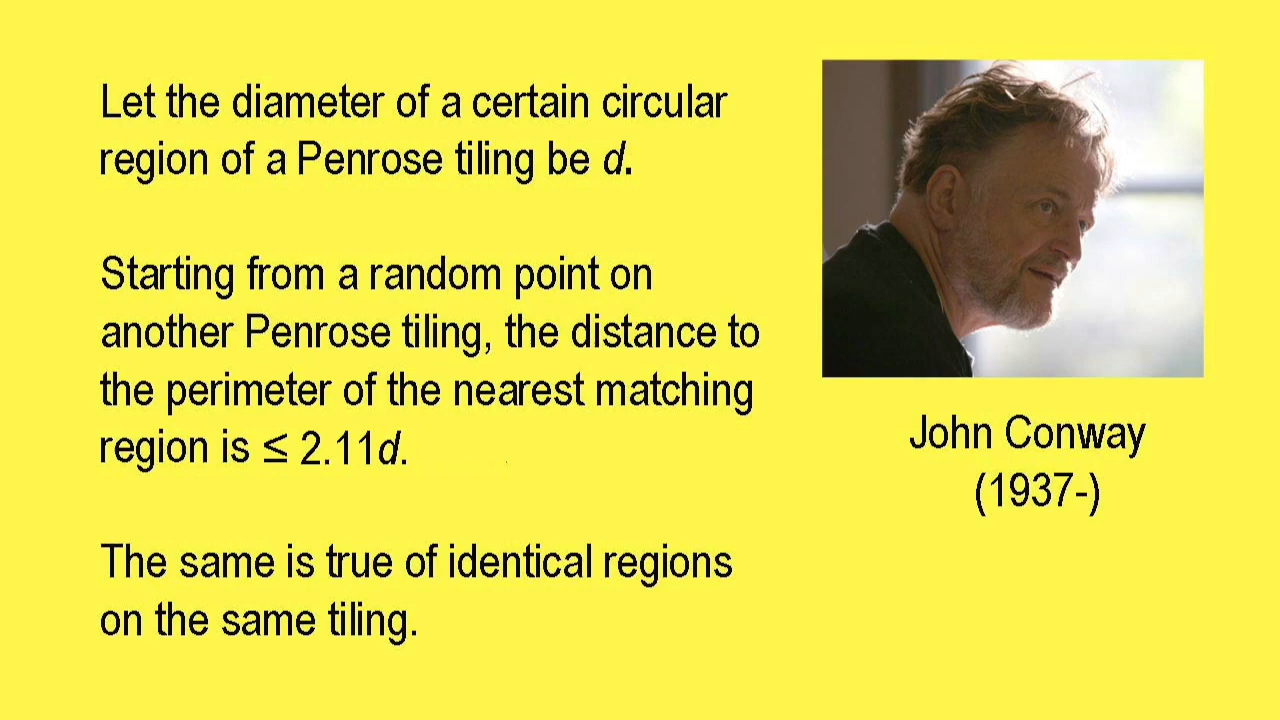 Let the diameter of a certain circular
region of a Penrose tiling be d.
Starting from a random point on
another Penrose tiling, the distance to
the perimeter of the nearest matching
region is ≤ 2.11d.
The same is true of identical regions
on the same tiling.
John Conway
(1937-)